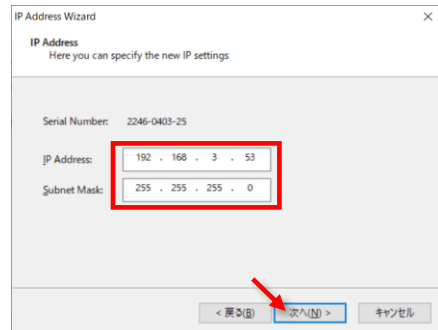 IP Address Wizard
IP Address
Here you can specify the new IP settings
Serial Number: 2246-0403-25
IP Address: 192 . 168 . 3 . 53
Subnet Mask: 255 . 255 . 255 . 0
< 戻る(B) 次へ(N) > キャンセル